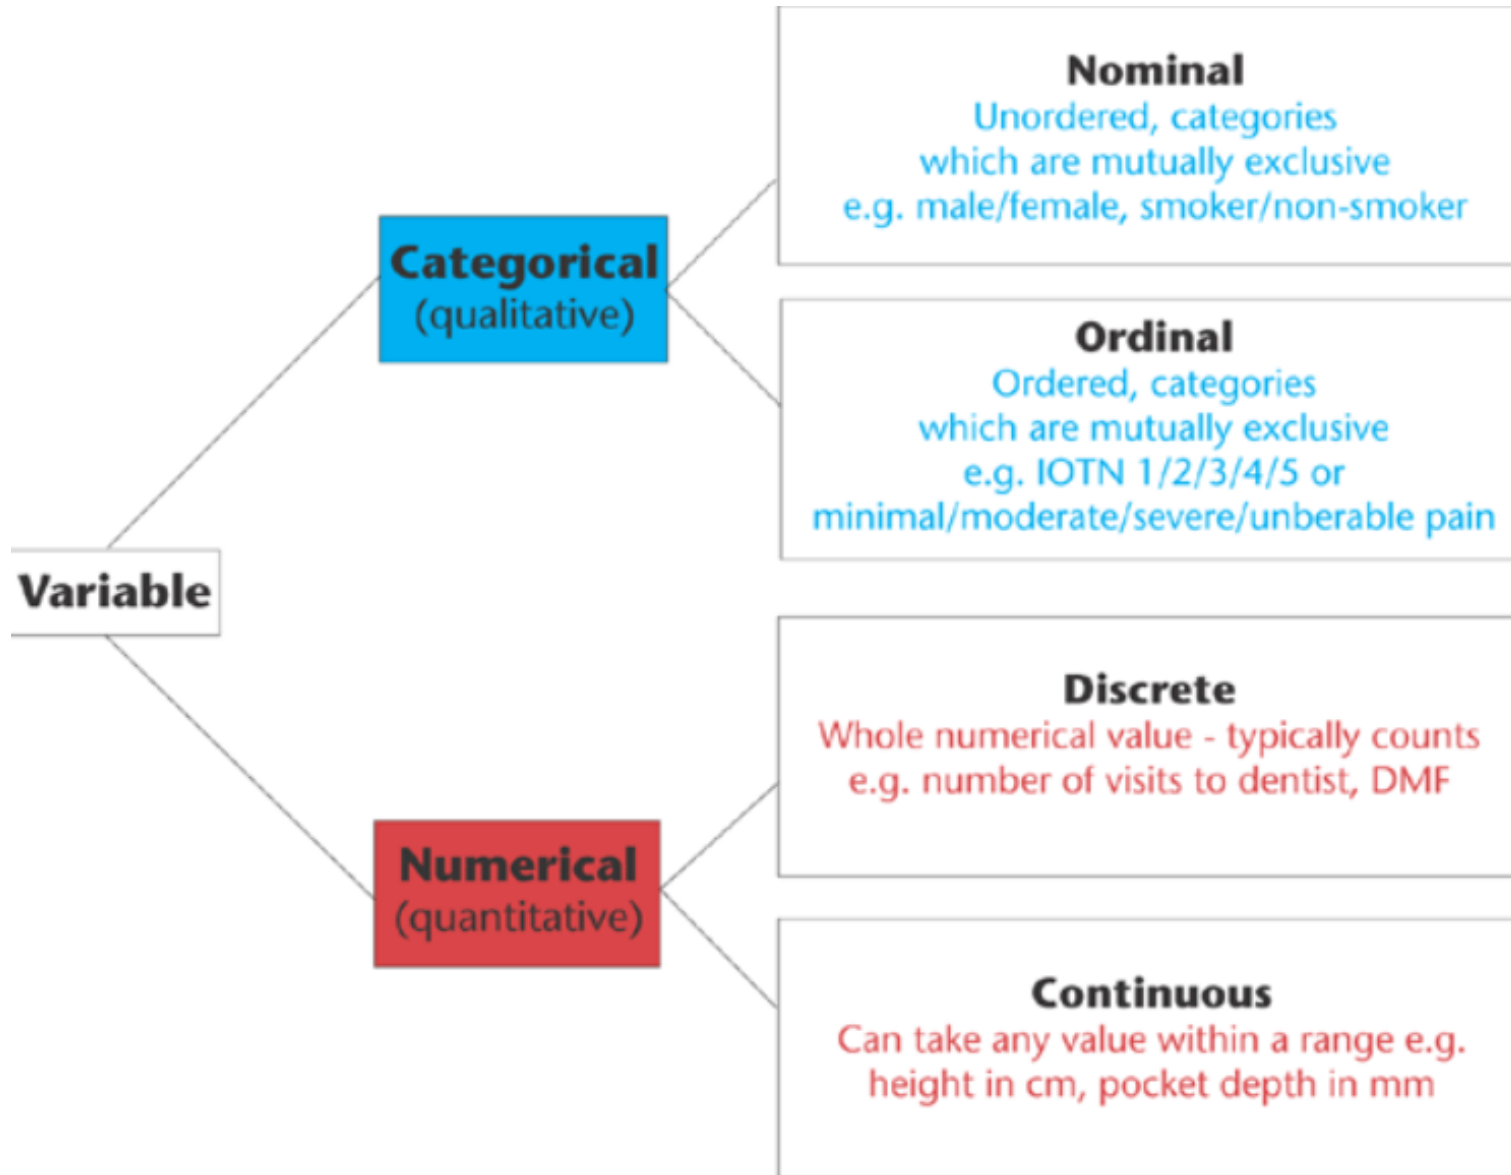 Nominal
Unordered, categories
which are mutually exclusive
e.g. male/female, smoker/non-smoker
Categorical
(qualitative)
Ordinal
Ordered, categories
which are mutually exclusive
e.g. IOTN 1/2/3/4/5 or
minimal/moderate/severe/unberable pain
Variable
Discrete
Whole numerical value - typically counts
e.g. number of visits to dentist, DMF
Numerical
(quantitative)
Continuous
Can take any value within a range e.g.
height in cm, pocket depth in mm